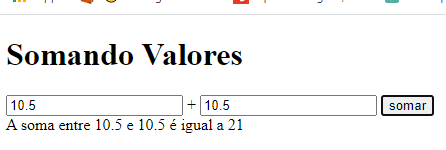 Somando Valores
10.5 + 10.5 somar
A soma entre 10.5 e 10.5 é igual a 21